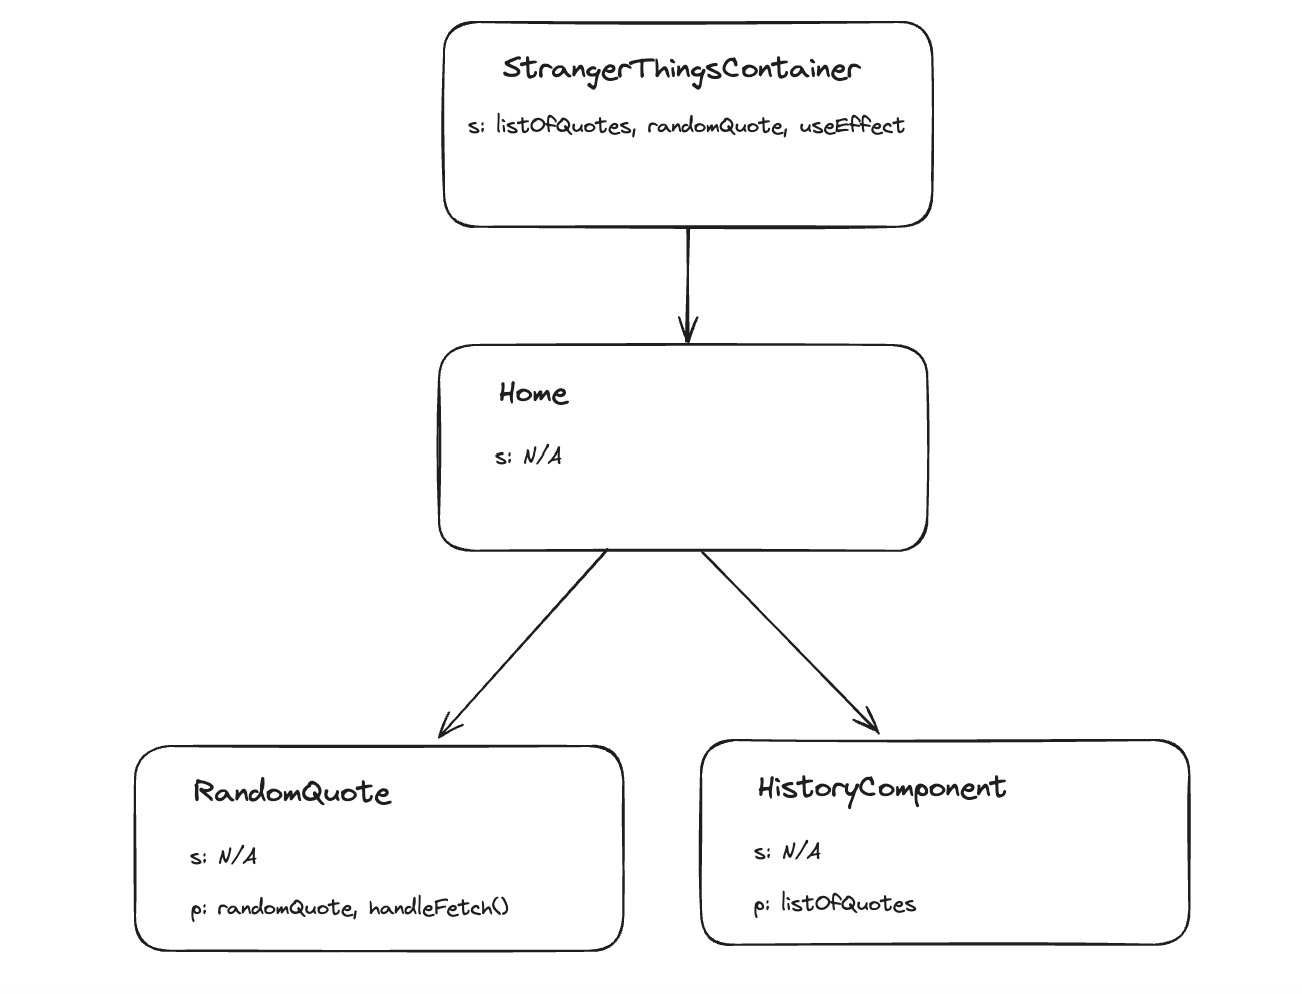 StrangerThingsContainer
s: listOfQuotes, randomQuote, useEffect
Home
s: N/A
RandomQuote
s: N/A
p: randomQuote, handleFetch()
HistoryComponent
s: N/A
p: listOfQuotes